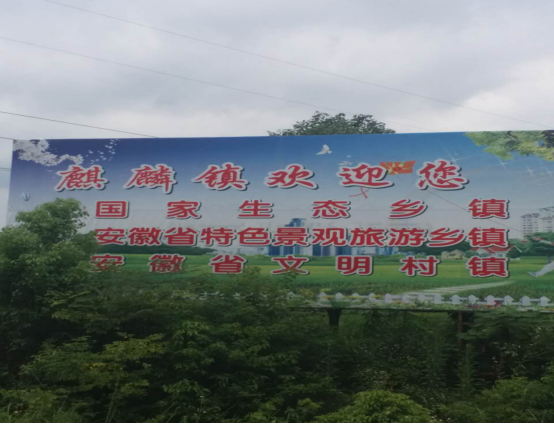 麒麟镇欢迎您
国家生态乡镇
安徽省特色景观旅游乡镇
安徽省文明村镇